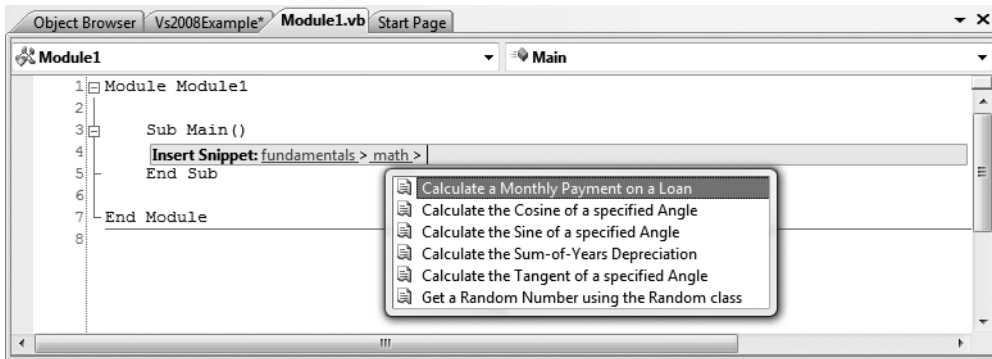 Object Browser Vs2008Example* Module1.vb Start Page
Module1 Main
1 Module Module1
2
3 Sub Main()
4 Insert Snippet: fundamentals > math >
5 End Sub
6
7 End Module
8
Calculate a Monthly Payment on a Loan
Calculate the Cosine of a specified Angle
Calculate the Sine of a specified Angle
Calculate the Sum-of-Years Depreciation
Calculate the Tangent of a specified Angle
Get a Random Number using the Random class